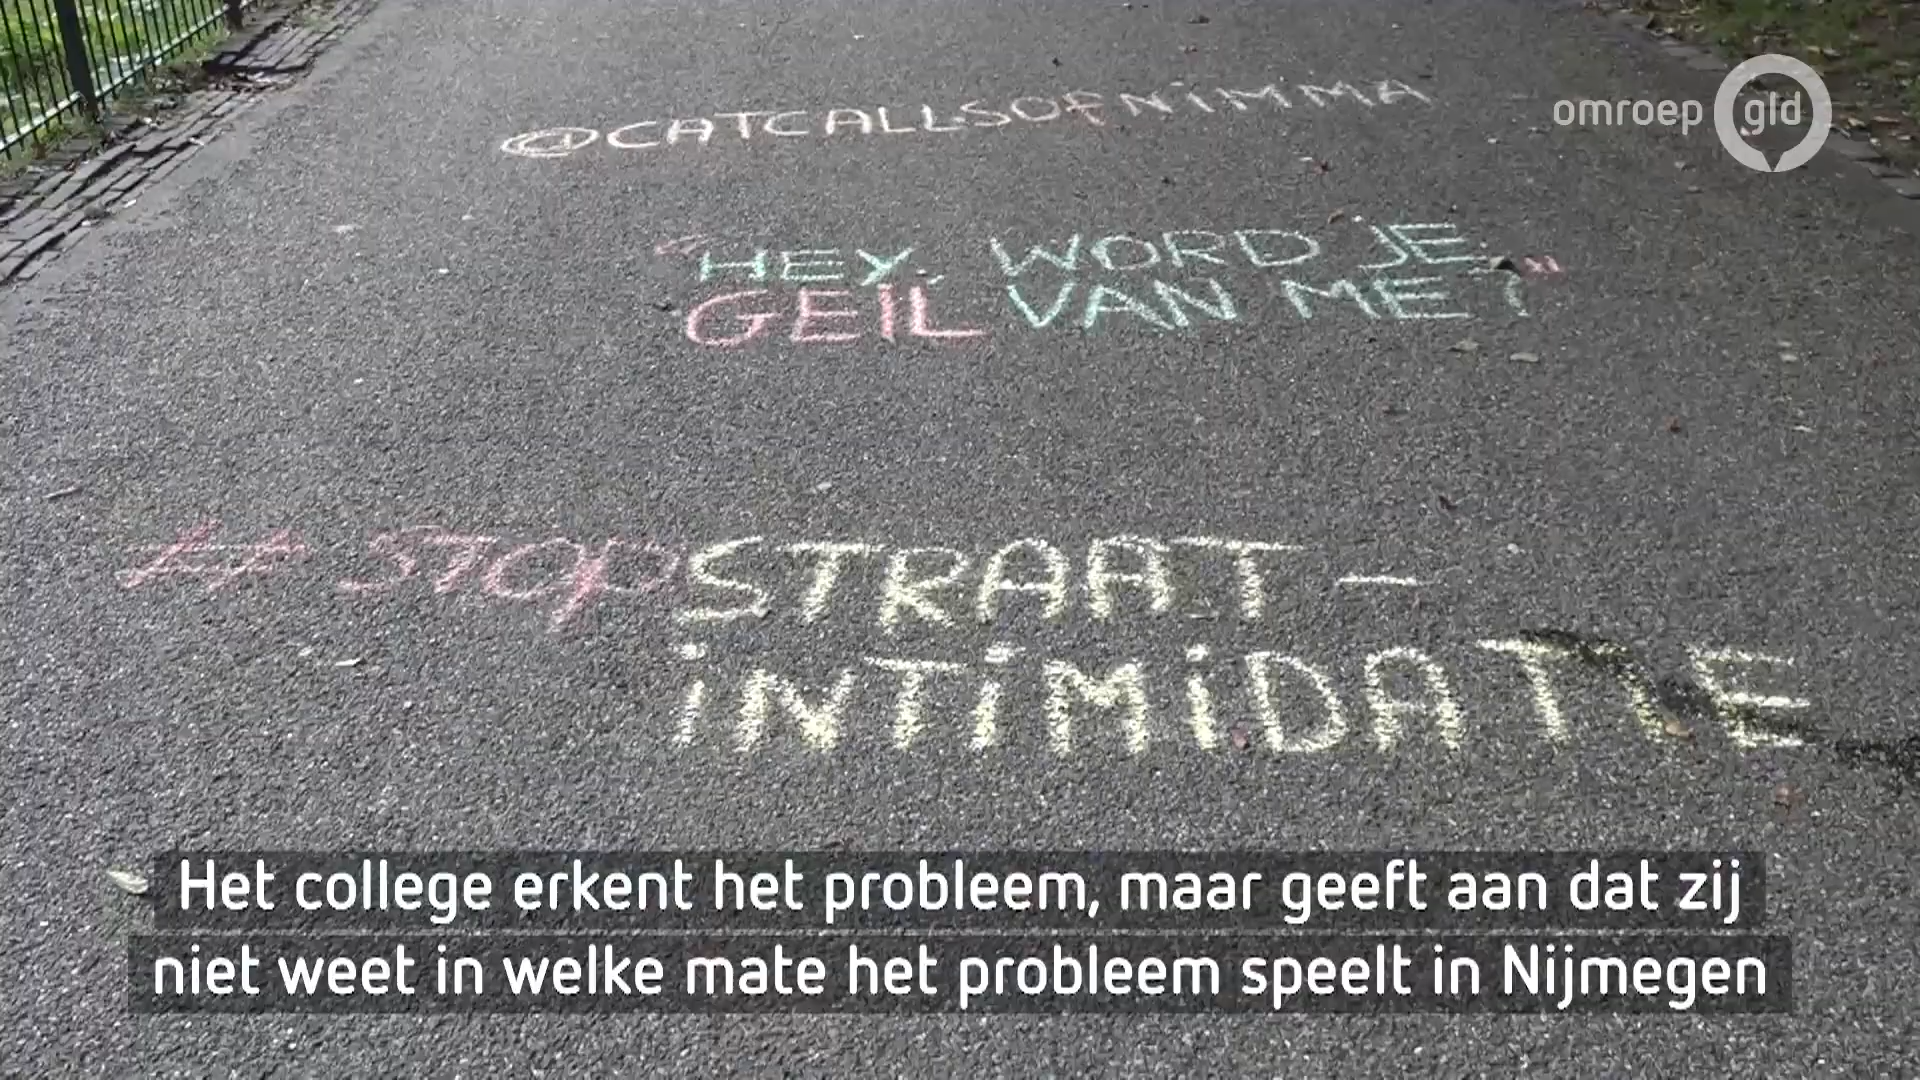 @CATCALLSOFNIMMA
omroep gld
"HEY, WORD JE
GEIL VAN ME?"
#STOPSTRAAT-
INTIMIDATIE
Het college erkent het probleem, maar geeft aan dat zij
niet weet in welke mate het probleem speelt in Nijmegen